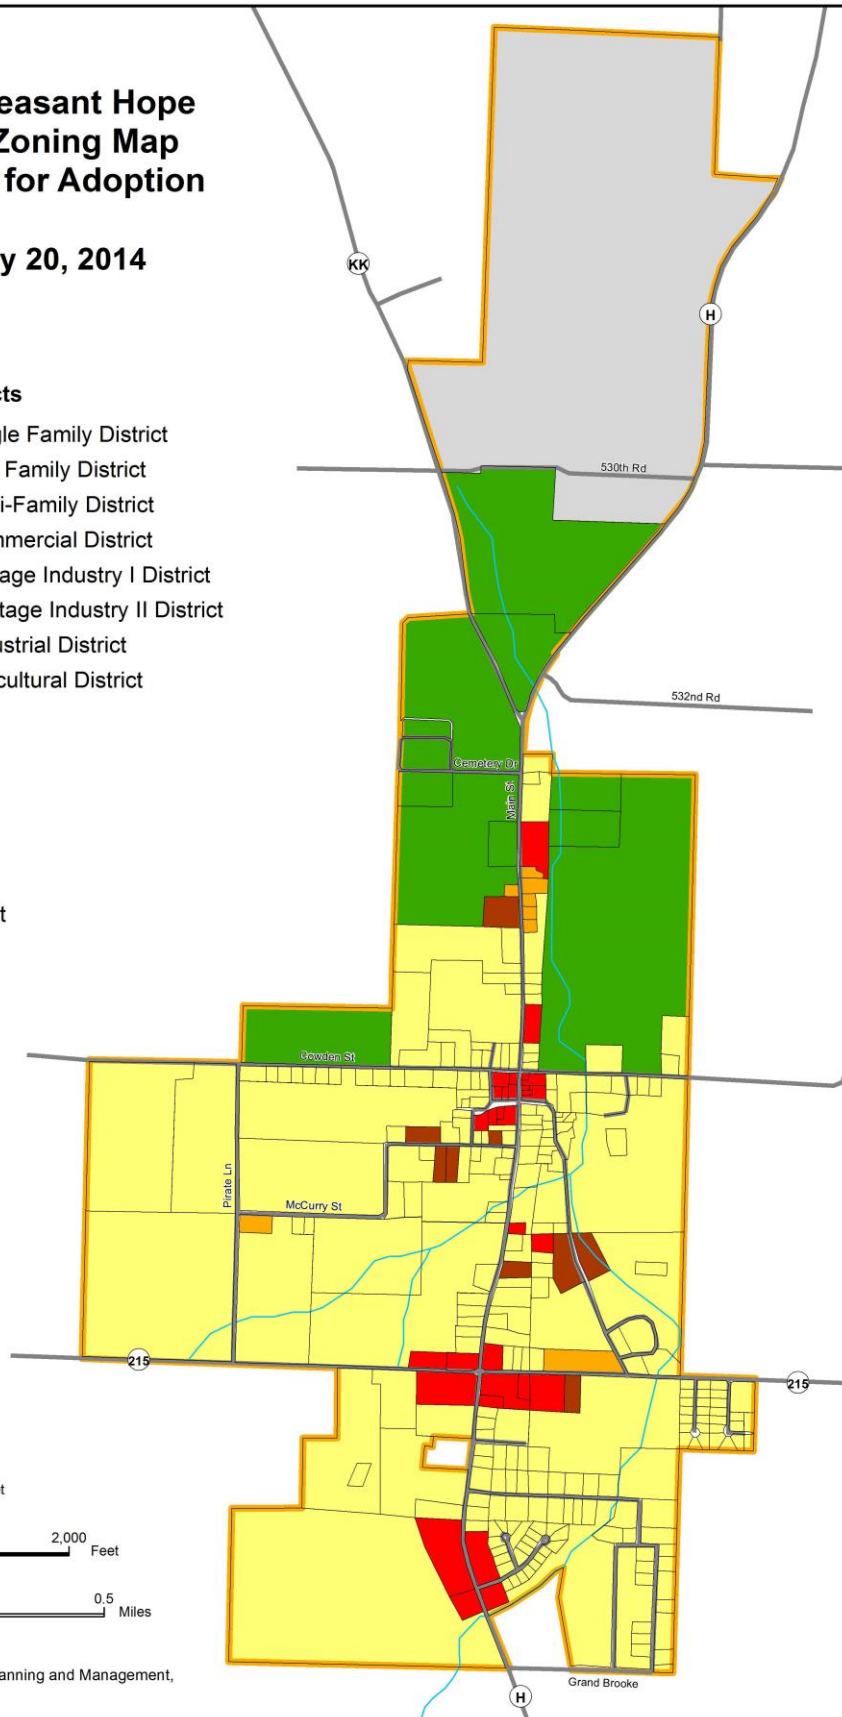 easant Hope
Zoning Map
for Adoption
y 20, 2014
KK
H
cts
gle Family District
Family District
i-Family District
mmercial District
age Industry I District
tage Industry II District
ustrial District
cultural District
530th Rd
532nd Rd
Cemetery Dr
Main St
t
Cowden St
Pirate Ln
McCurry St
215
215
et
2,000
Feet
0.5
Miles
anning and Management,
Grand Brooke
H